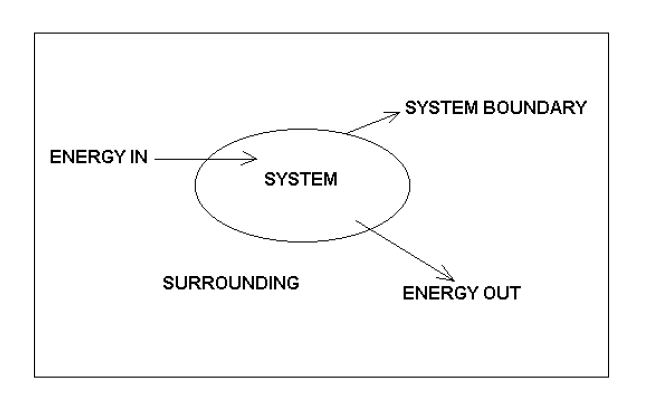 SYSTEM BOUNDARY
ENERGY IN
SYSTEM
SURROUNDING
ENERGY OUT